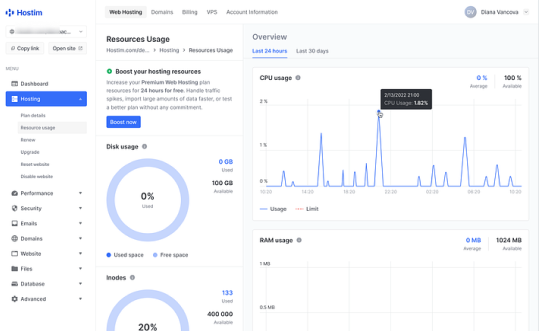 Hostim
Web Hosting
Domains
Billing
VPS
Account Information
DV
Diana Vancova
Copy link
Open site
MENU
Dashboard
Hosting
Plan details
Resource usage
Renew
Upgrade
Reset website
Disable website
Performance
Security
Emails
Domains
Website
Files
Database
Advanced
Resources Usage
Hostim.com/de... > Hosting > Resources Usage
Boost your hosting resources
Increase your Premium Web Hosting plan
resources for 24 hours for free. Handle traffic
spikes, import large amounts of data faster, or test
a better plan without any commitment.
Boost now
Disk usage
0%
Used
0 GB
Used
100 GB
Available
Used space
Free space
Inodes
20%
133
Used
400 000
Available
Overview
Last 24 hours
Last 30 days
CPU usage
0 %
Average
100 %
Available
2/13/2022 21:00
CPU Usage: 1.82%
2 %
1 %
0 %
10:20
14:20
18:20
22:20
02:20
06:20
10:20
Usage
Limit
RAM usage
0 MB
Average
1024 MB
Available
1 MB
0.5 MB